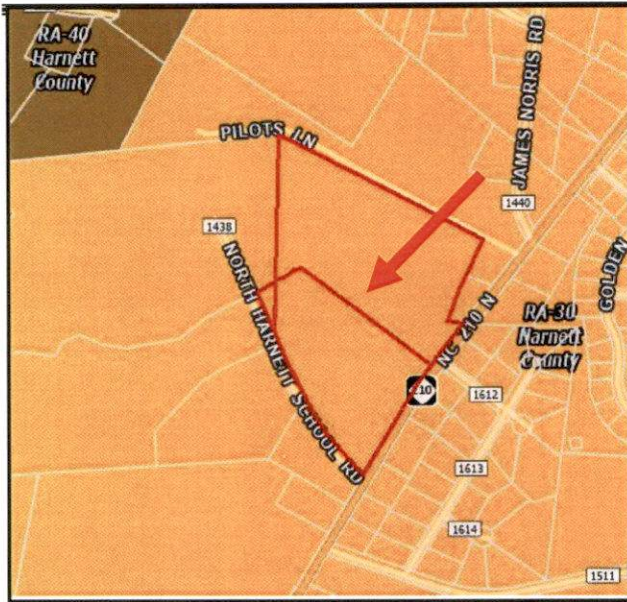 RA-40
Harnett
County
PILOTS LN
JAMES NORRIS RD
1440
1438
NORTH HARNETT SCHOOL RD
NC 210 N
GOLDEN
RA-30
Harnett
County
210
1612
1613
1614
1511